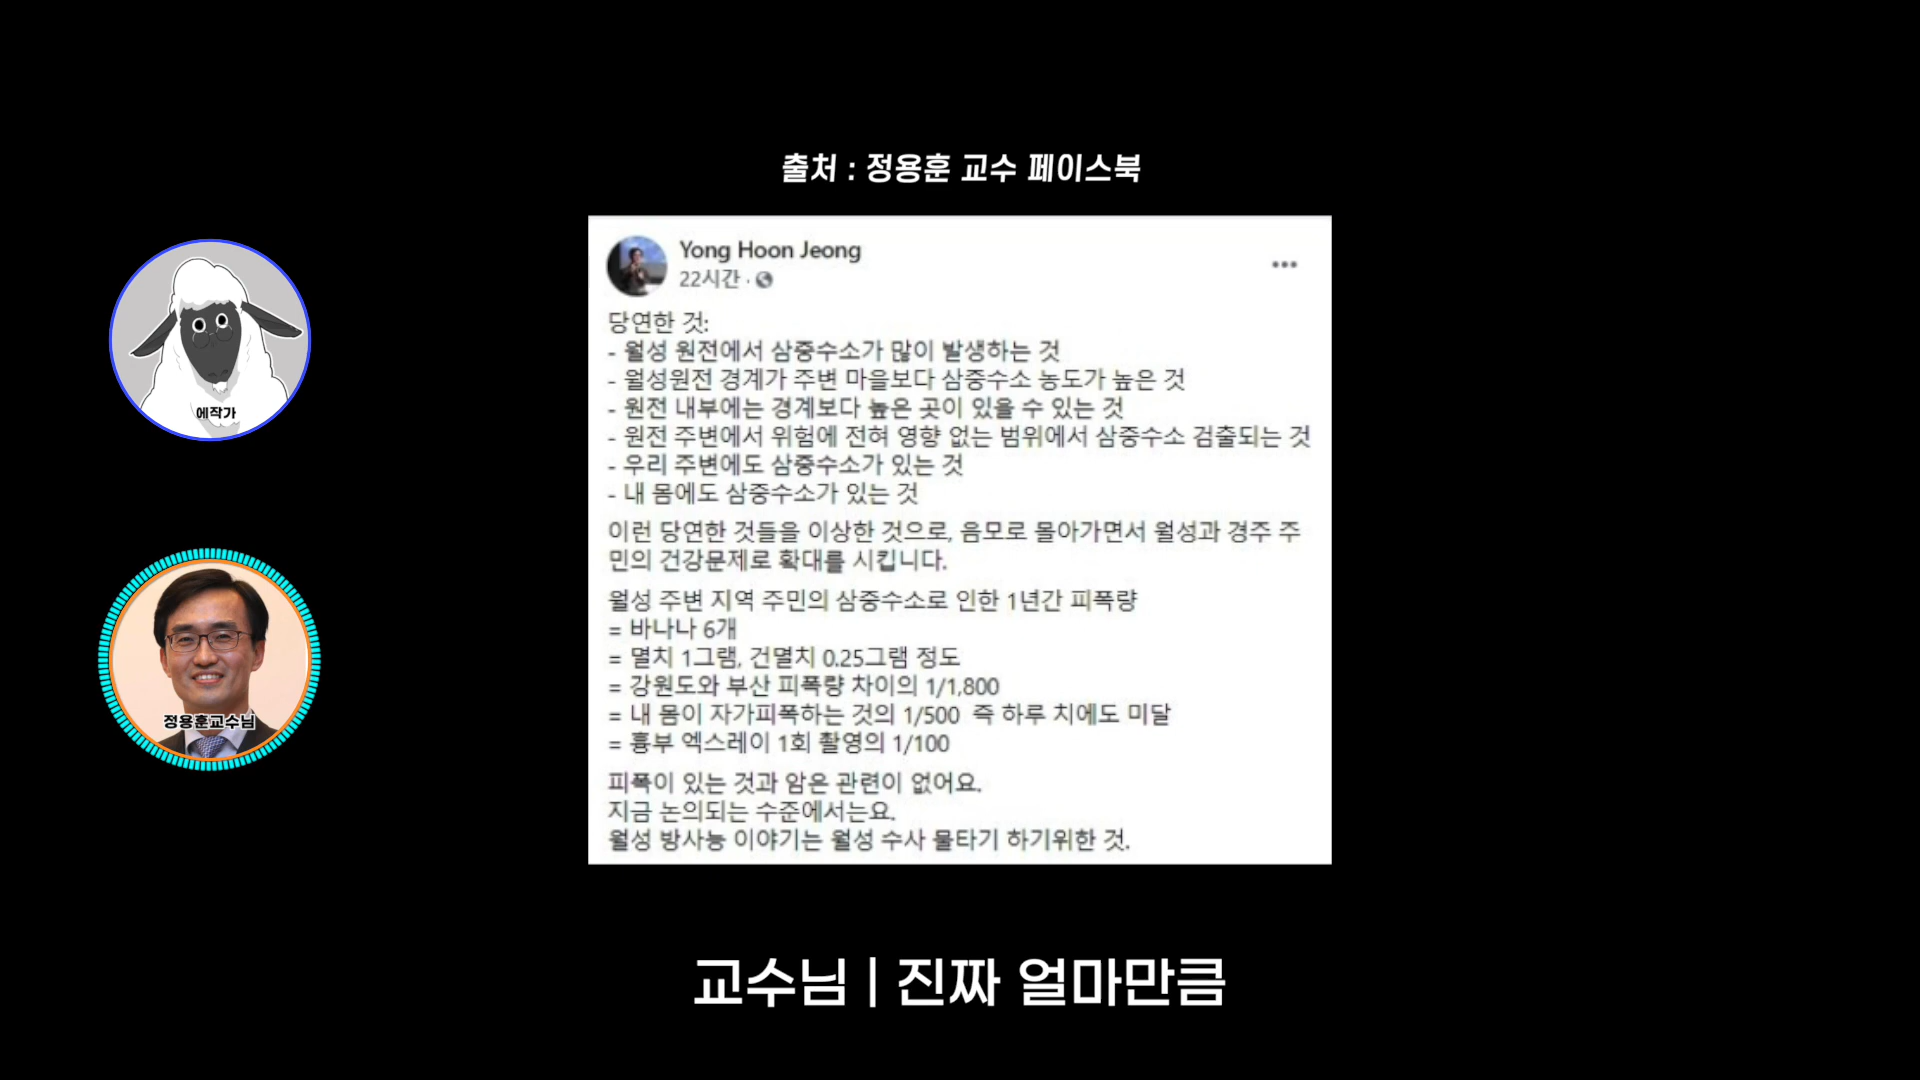 출처 : 정용훈 교수 페이스북
Yong Hoon Jeong
22시간 ·
당연한 것:
- 월성 원전에서 삼중수소가 많이 발생하는 것
- 월성원전 경계가 주변 마을보다 삼중수소 농도가 높은 것
- 원전 내부에는 경계보다 높은 곳이 있을 수 있는 것
- 원전 주변에서 위험에 전혀 영향 없는 범위에서 삼중수소 검출되는 것
- 우리 주변에도 삼중수소가 있는 것
- 내 몸에도 삼중수소가 있는 것
이런 당연한 것들을 이상한 것으로, 음모로 몰아가면서 월성과 경주 주
민의 건강문제로 확대를 시킵니다.
월성 주변 지역 주민의 삼중수소로 인한 1년간 피폭량
= 바나나 6개
= 멸치 1그램, 건멸치 0.25그램 정도
= 강원도와 부산 피폭량 차이의 1/1,800
= 내 몸이 자가피폭하는 것의 1/500 즉 하루 치에도 미달
= 흉부 엑스레이 1회 촬영의 1/100
피폭이 있는 것과 암은 관련이 없어요.
지금 논의되는 수준에서는요.
월성 방사능 이야기는 월성 수사 물타기 하기위한 것.
에작가
정용훈교수님
교수님 | 진짜 얼마만큼